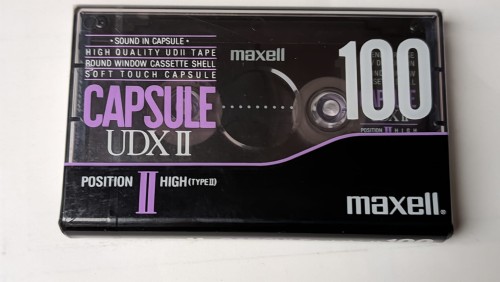 • SOUND IN CAPSULE •
HIGH QUALITY UDII TAPE
ROUND WINDOW CASSETTE SHELL
SOFT TOUCH CAPSULE
CAPSULE
UDX II
maxell
100
POSITION II HIGH
POSITION II HIGH (TYPE II)
maxell®
100